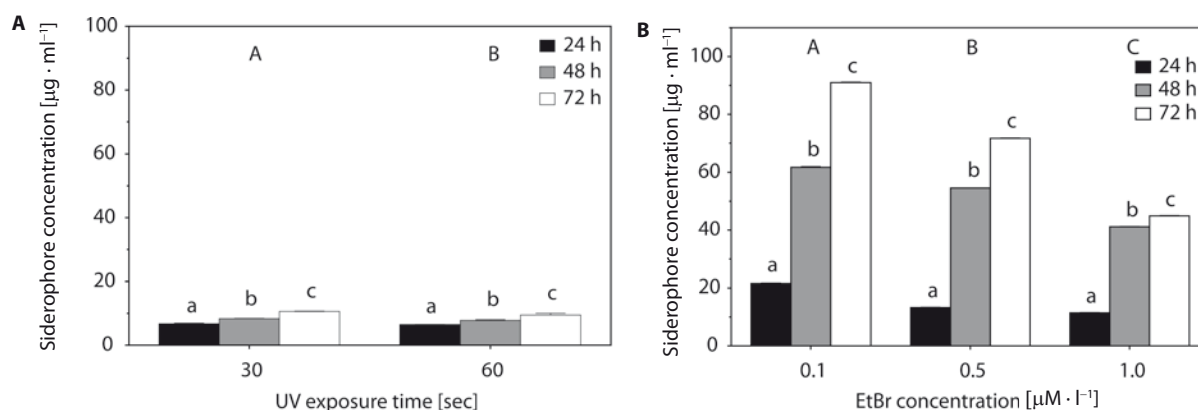 A
Siderophore concentration [μg · ml⁻¹]
100
80
60
40
20
0
A
B
24 h
48 h
72 h
a
b
c
a
b
c
30
60
UV exposure time [sec]
B
Siderophore concentration [μg · ml⁻¹]
100
80
60
40
20
0
A
B
C
24 h
48 h
72 h
a
b
c
a
b
c
a
b
c
0.1
0.5
1.0
EtBr concentration [μM · l⁻¹]